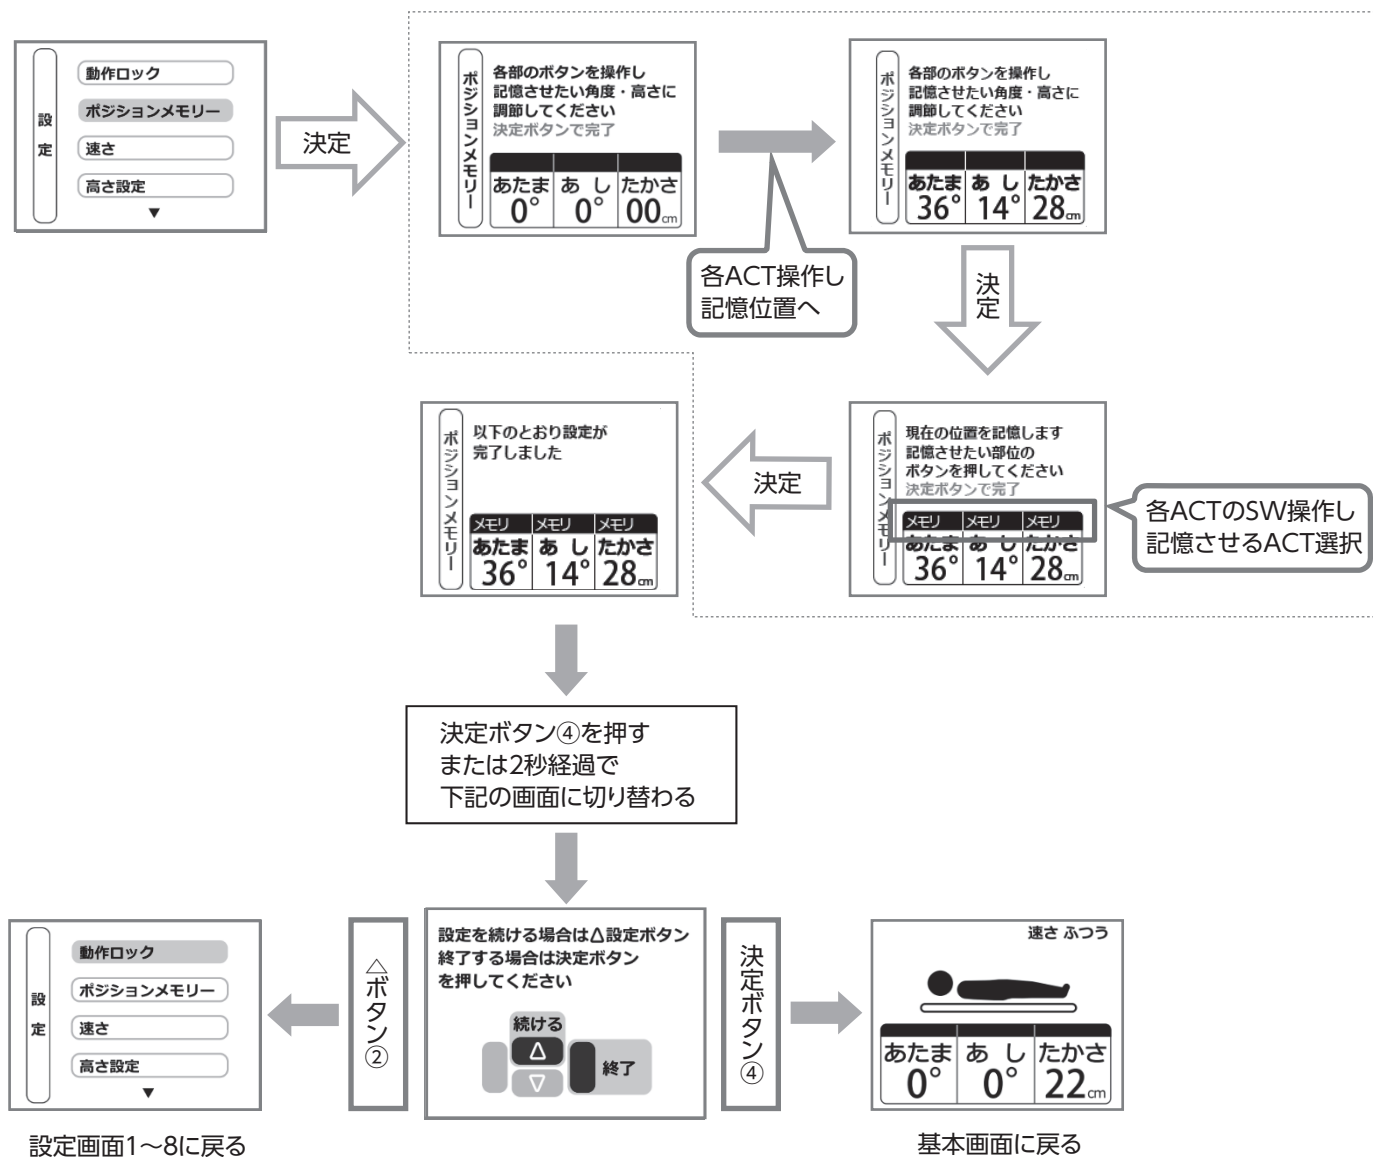 設定
動作ロック
ポジションメモリー
速さ
高さ設定
▼
決定
ポジションメモリー
各部のボタンを操作し
記憶させたい角度・高さに
調節してください
決定ボタンで完了
あたま あ し たかさ
0° 0° 00cm
各ACT操作し
記憶位置へ
ポジションメモリー
各部のボタンを操作し
記憶させたい角度・高さに
調節してください
決定ボタンで完了
あたま あ し たかさ
36° 14° 28cm
決定
ポジションメモリー
現在の位置を記憶します
記憶させたい部位の
ボタンを押してください
決定ボタンで完了
メモリ メモリ メモリ
あたま あ し たかさ
36° 14° 28cm
各ACTのSW操作し
記憶させるACT選択
決定
ポジションメモリー
以下のとおり設定が
完了しました
メモリ メモリ メモリ
あたま あ し たかさ
36° 14° 28cm
決定ボタン④を押す
または2秒経過で
下記の画面に切り替わる
設定を続ける場合は△設定ボタン
終了する場合は決定ボタン
を押してください
続ける
△
▽
終了
△ボタン②
設定
動作ロック
ポジションメモリー
速さ
高さ設定
▼
設定画面1〜8に戻る
決定ボタン④
速さ ふつう
あたま あ し たかさ
0° 0° 22cm
基本画面に戻る